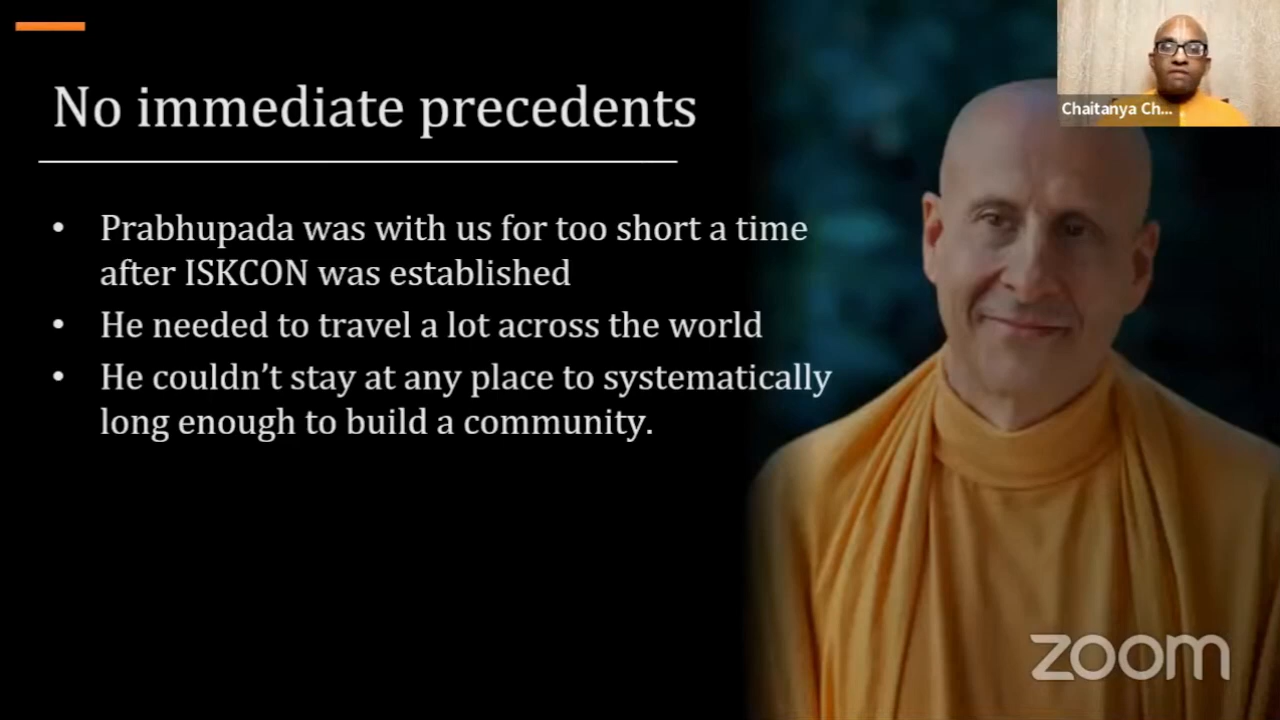 No immediate precedents
• Prabhupada was with us for too short a time
after ISKCON was established
• He needed to travel a lot across the world
• He couldn’t stay at any place to systematically
long enough to build a community.
Chaitanya Ch...
zoom